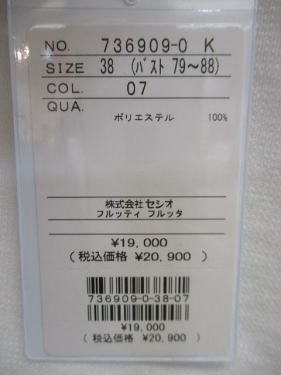 NO. 736909-0 K
SIZE 38 (バスト 79〜88)
COL. 07
QUA.
ポリエステル 100%
株式会社 セシオ
フルッティ フルッタ
¥19,000
(税込価格 ¥20,900 )
736909-0-38-07
¥19,000
(税込価格 ¥20,900 )